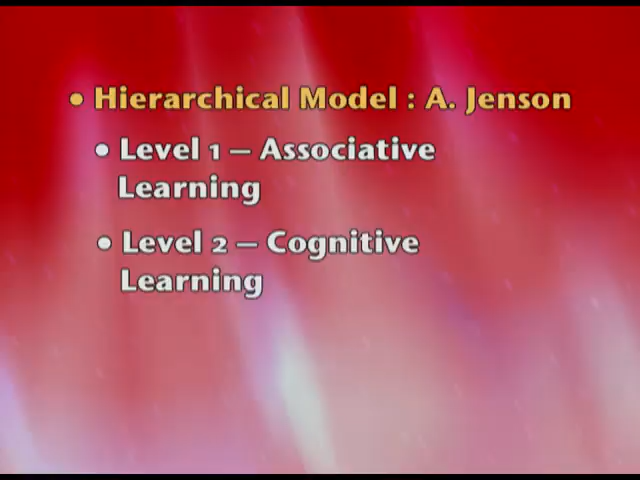 • Hierarchical Model : A. Jenson
• Level 1 – Associative
Learning
• Level 2 – Cognitive
Learning